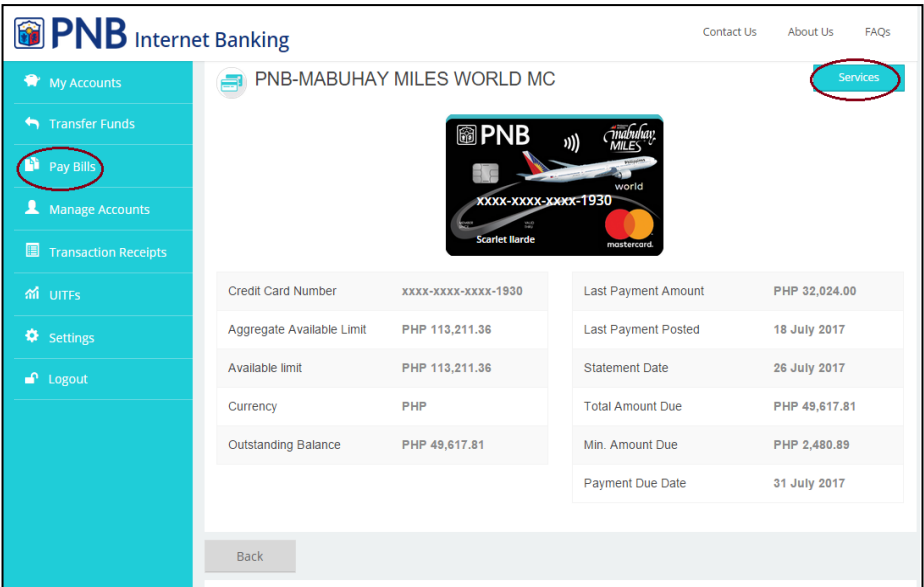 PNB Internet Banking
Contact Us About Us FAQs
My Accounts
Transfer Funds
Pay Bills
Manage Accounts
Transaction Receipts
UITFs
Settings
Logout
PNB-MABUHAY MILES WORLD MC
Services
PNB
mabuhay
MILES
Philippines
world
xxxx-xxxx-xxxx-1930
Scarlet Ilarde
mastercard.
Credit Card Number xxxx-xxxx-xxxx-1930
Aggregate Available Limit PHP 113,211.36
Available limit PHP 113,211.36
Currency PHP
Outstanding Balance PHP 49,617.81
Last Payment Amount PHP 32,024.00
Last Payment Posted 18 July 2017
Statement Date 26 July 2017
Total Amount Due PHP 49,617.81
Min. Amount Due PHP 2,480.89
Payment Due Date 31 July 2017
Back